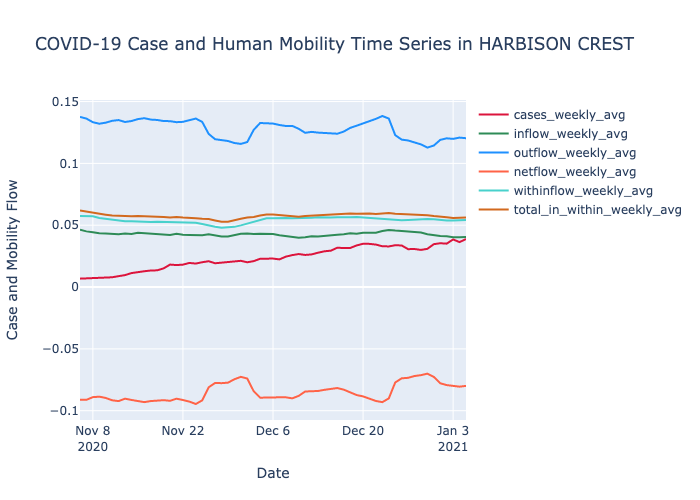 COVID-19 Case and Human Mobility Time Series in HARBISON CREST
Case and Mobility Flow
0.15
0.1
0.05
0
−0.05
−0.1
Nov 8
2020
Nov 22
Dec 6
Dec 20
Jan 3
2021
Date
cases_weekly_avg
inflow_weekly_avg
outflow_weekly_avg
netflow_weekly_avg
withinflow_weekly_avg
total_in_within_weekly_avg